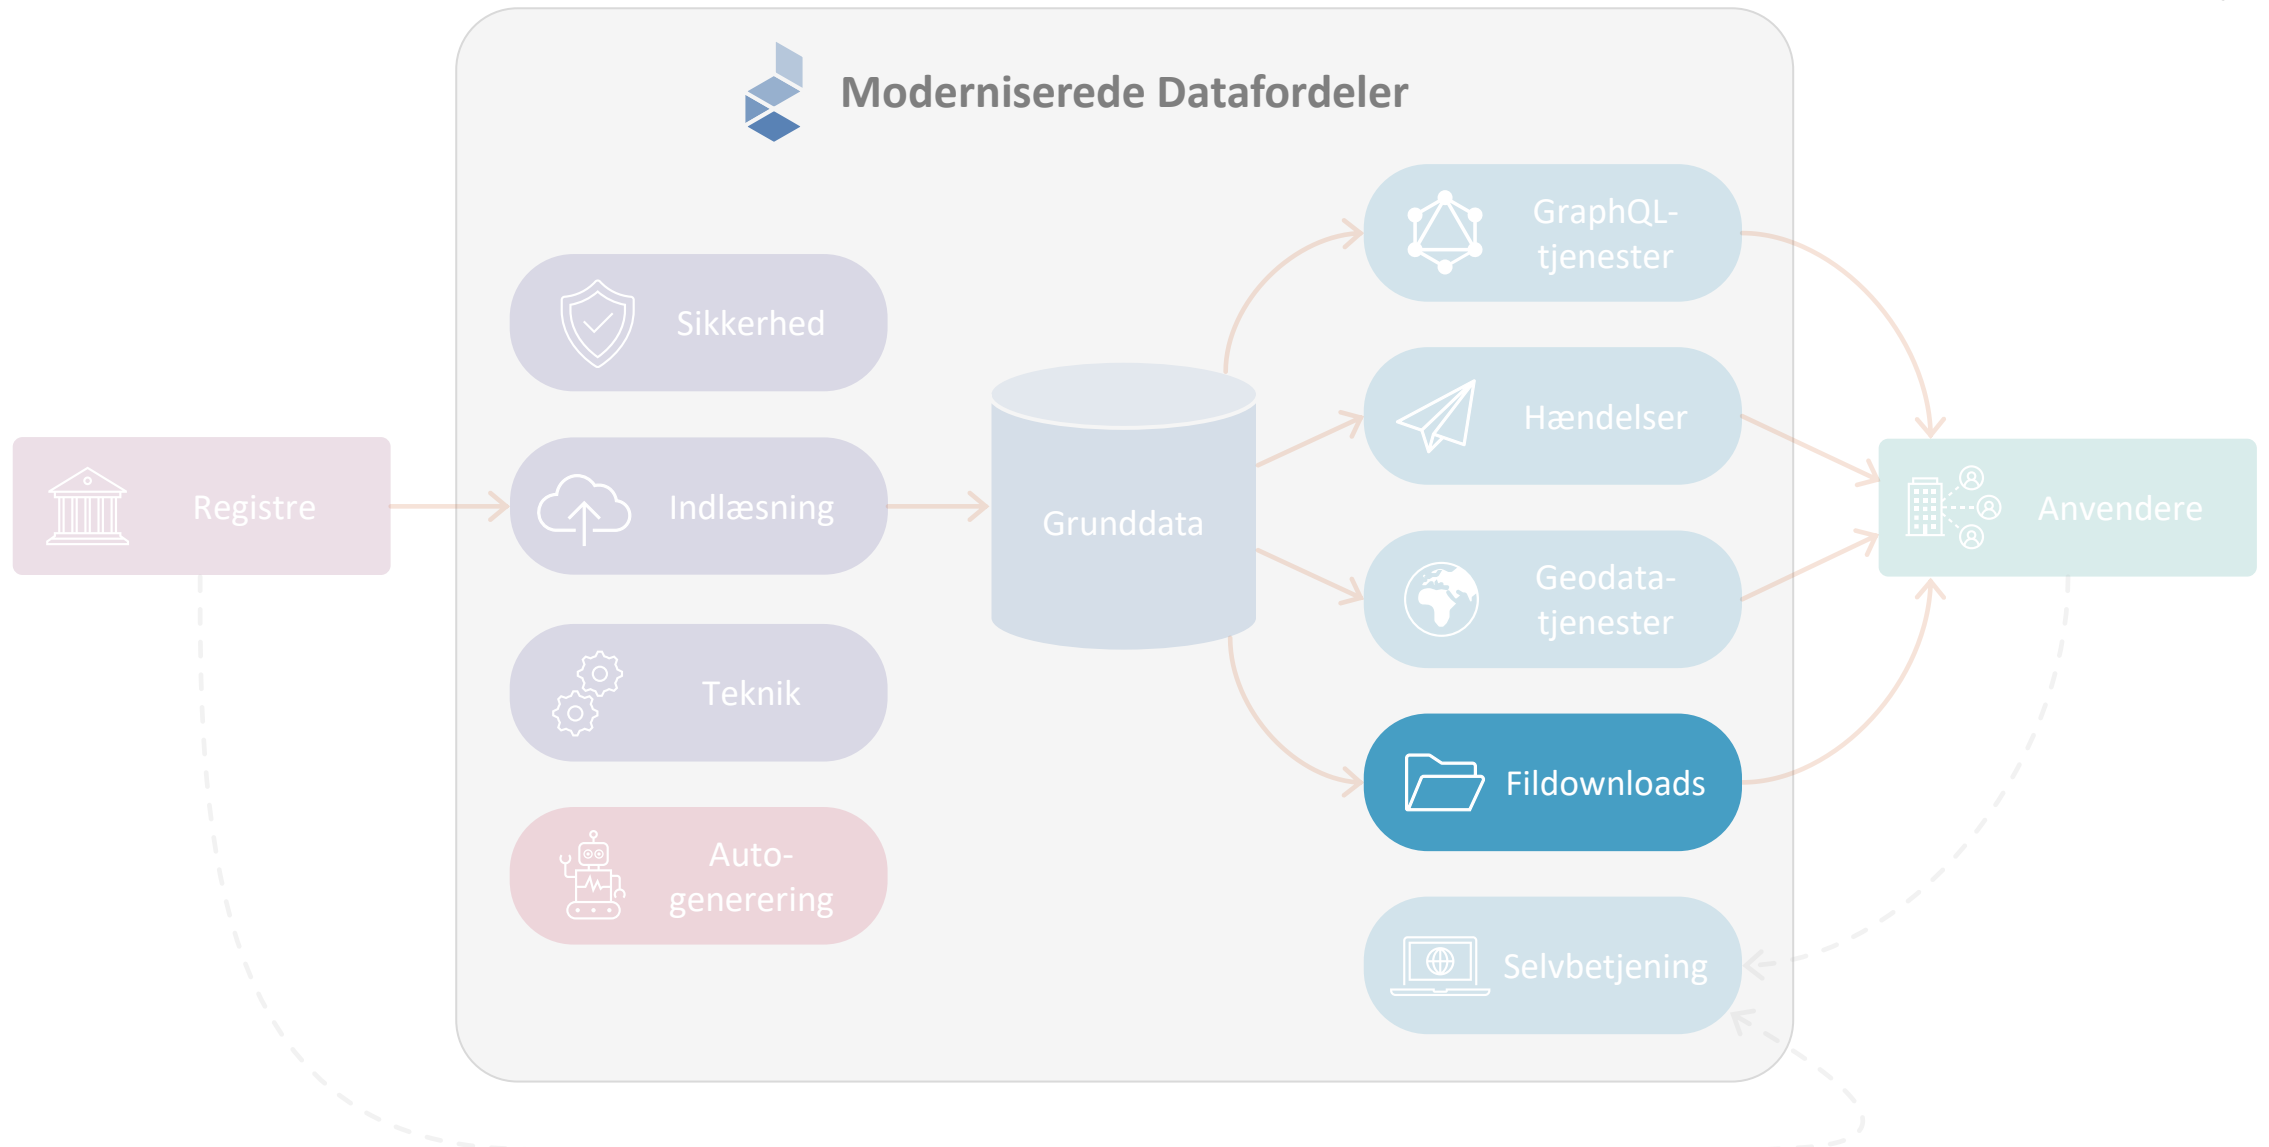 Moderniserede Datafordeler
Registre
Sikkerhed
Indlæsning
Teknik
Auto-
generering
Grunddata
GraphQL-
tjenester
Hændelser
Geodata-
tjenester
Fildownloads
Selvbetjening
Anvendere